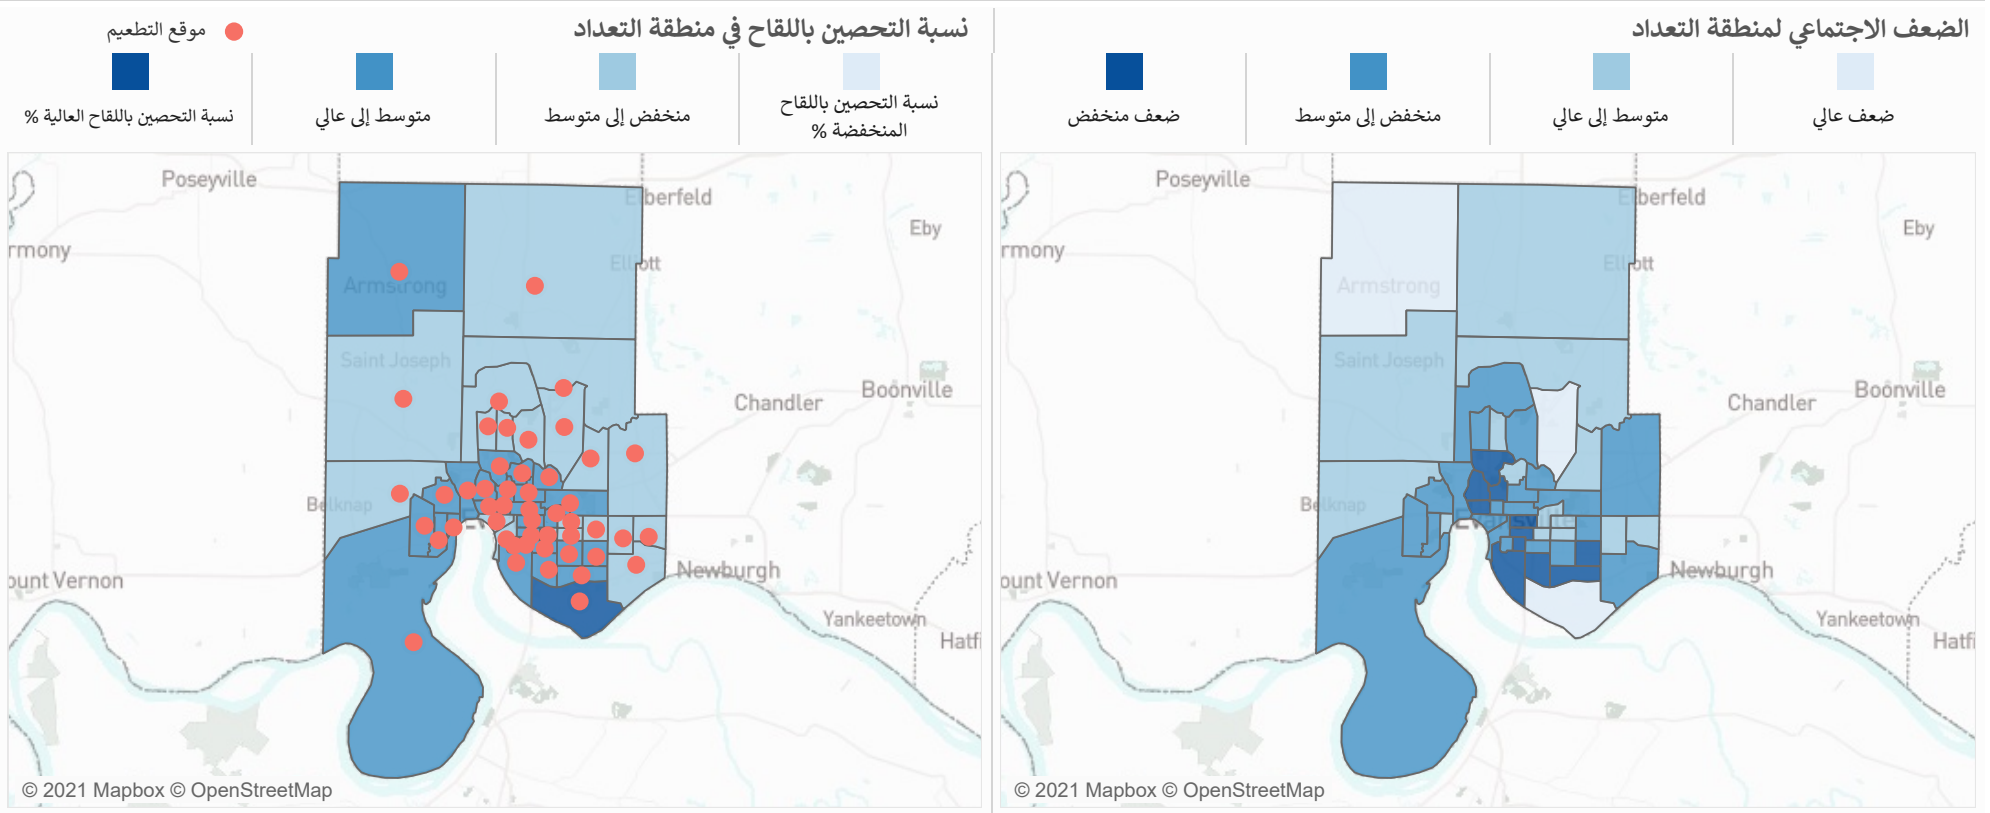 الضعف الاجتماعي لمنطقة التعداد
ضعف عالي
متوسط إلى عالي
منخفض إلى متوسط
ضعف منخفض
Poseyville
Elberfeld
Eby
rmony
Elliott
Armstrong
Saint Joseph
Chandler
Boonville
Belknap
Evansville
ount Vernon
Newburgh
Yankeetown
Hatfi
© 2021 Mapbox © OpenStreetMap
نسبة التحصين باللقاح في منطقة التعداد
موقع التطعيم
نسبة التحصين باللقاح
المنخفضة %
منخفض إلى متوسط
متوسط إلى عالي
نسبة التحصين باللقاح العالية %
Poseyville
Elberfeld
Eby
rmony
Elliott
Armstrong
Saint Joseph
Chandler
Boonville
Belknap
ount Vernon
Newburgh
Yankeetown
Hatfi
© 2021 Mapbox © OpenStreetMap